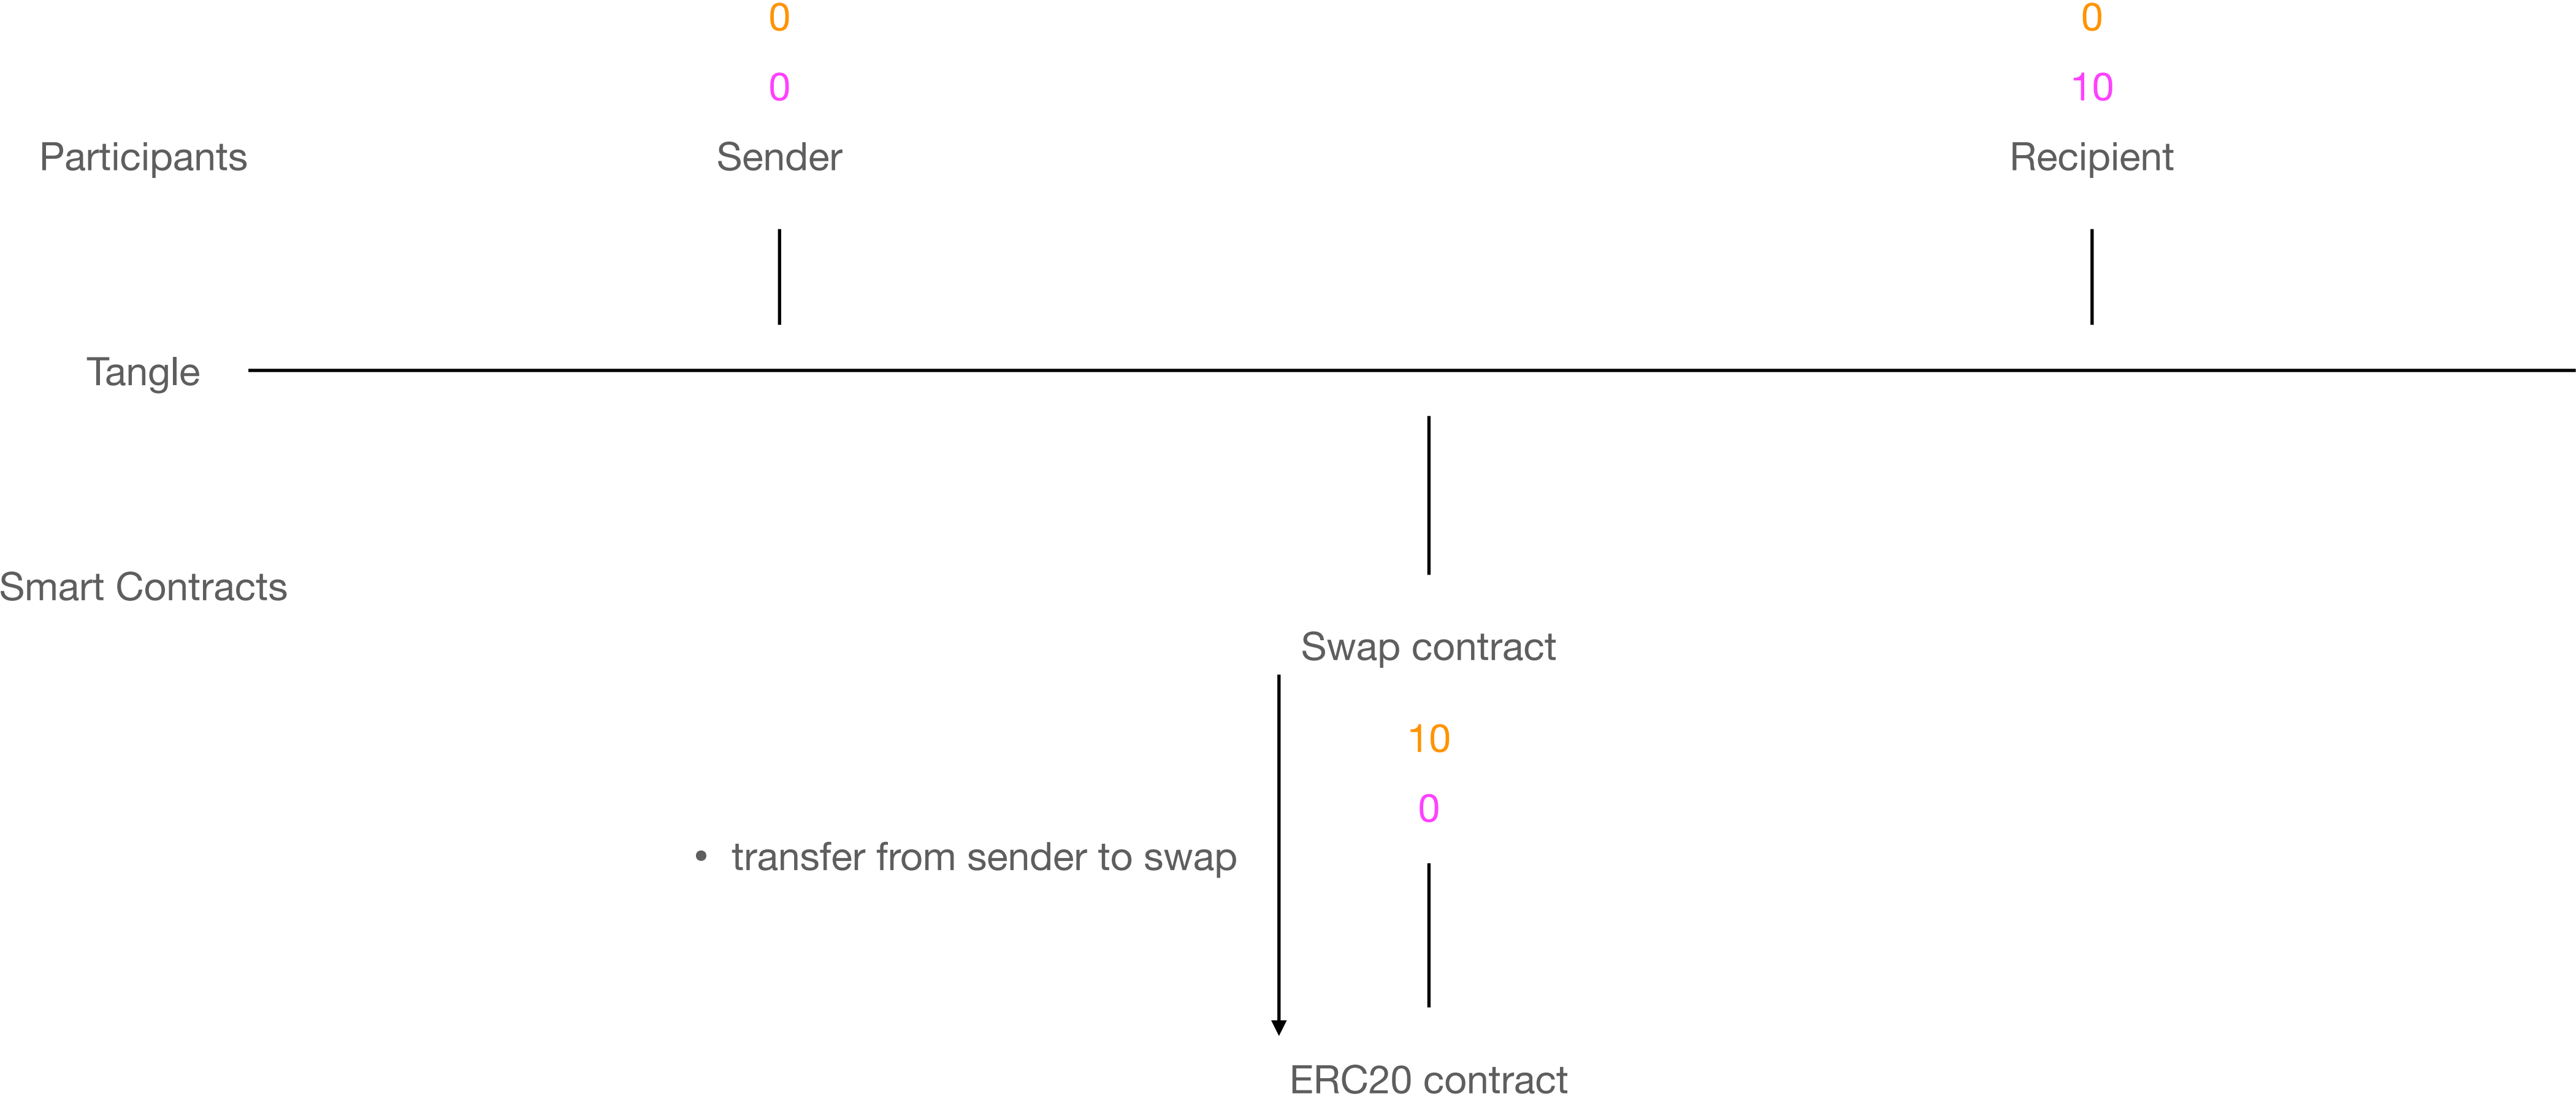 0
0
0
10
Participants
Sender
Recipient
Tangle
Smart Contracts
Swap contract
10
0
• transfer from sender to swap
ERC20 contract